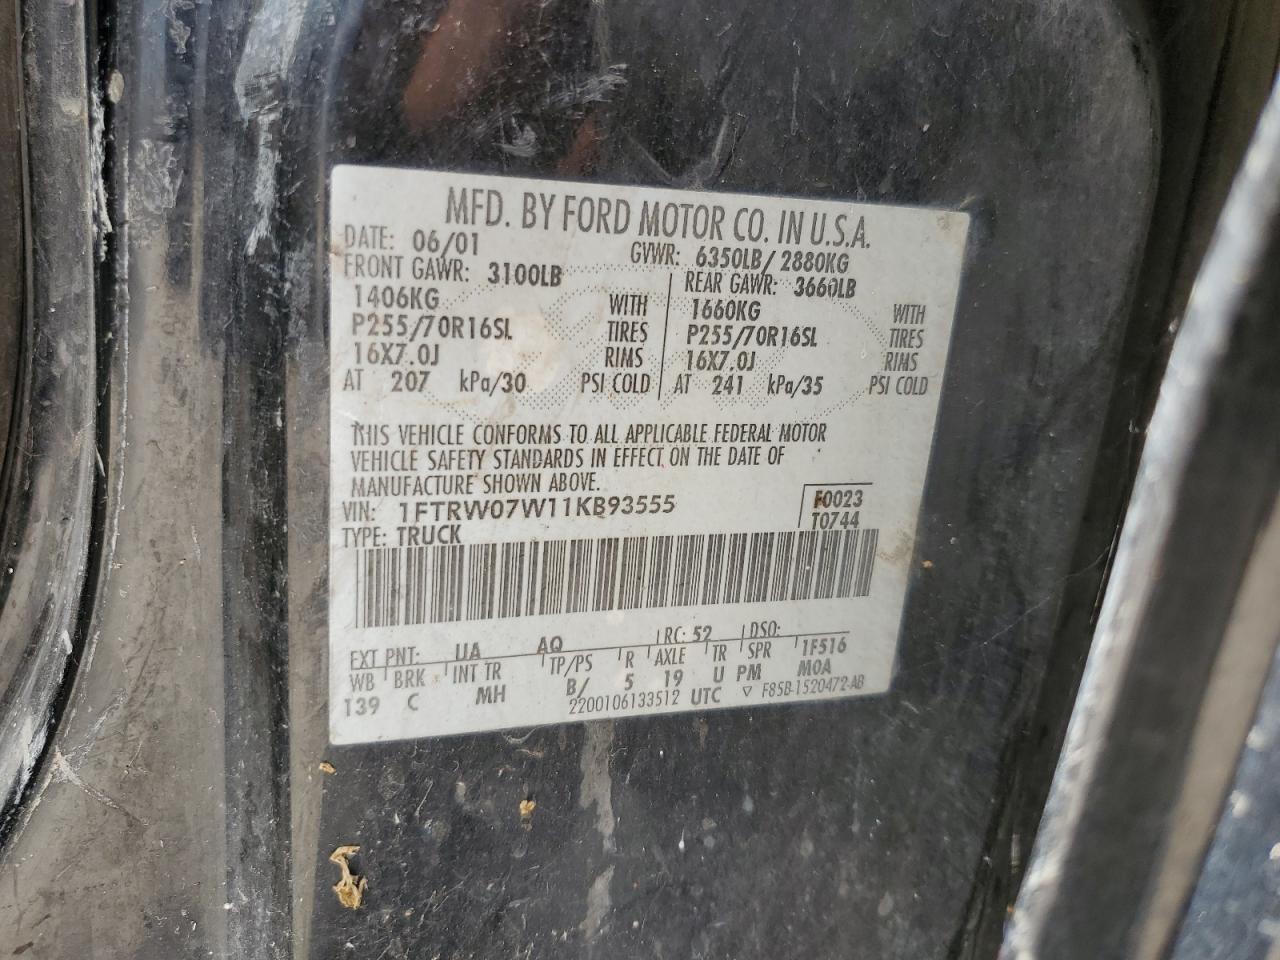 MFD. BY FORD MOTOR CO. IN U.S.A.
DATE: 06/01 GVWR: 6350LB/ 2880KG
FRONT GAWR: 3100LB REAR GAWR: 3660LB
1406KG WITH 1660KG WITH
P255/70R16SL TIRES P255/70R16SL TIRES
16X7.0J RIMS 16X7.0J RIMS
AT 207 kPa/30 PSI COLD AT 241 kPa/35 PSI COLD
THIS VEHICLE CONFORMS TO ALL APPLICABLE FEDERAL MOTOR
VEHICLE SAFETY STANDARDS IN EFFECT ON THE DATE OF
MANUFACTURE SHOWN ABOVE.
VIN: 1FTRW07W11KB93555 F0023
TYPE: TRUCK T0744
EXT PNT: UA AQ RC: 52 DSO: 1F516
WB BRK INT TR TP/PS R AXLE TR SPR
139 C MH B/ 5 19 U PM MOA
2200106133512 UTC ▽ F85B-1520472-AB